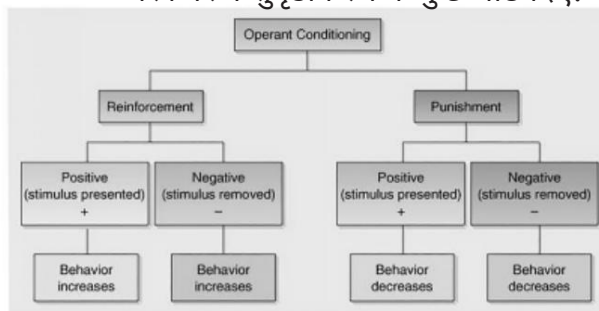 Operant Conditioning
Reinforcement
Punishment
Positive
(stimulus presented)
+
Negative
(stimulus removed)
−
Positive
(stimulus presented)
+
Negative
(stimulus removed)
−
Behavior
increases
Behavior
increases
Behavior
decreases
Behavior
decreases